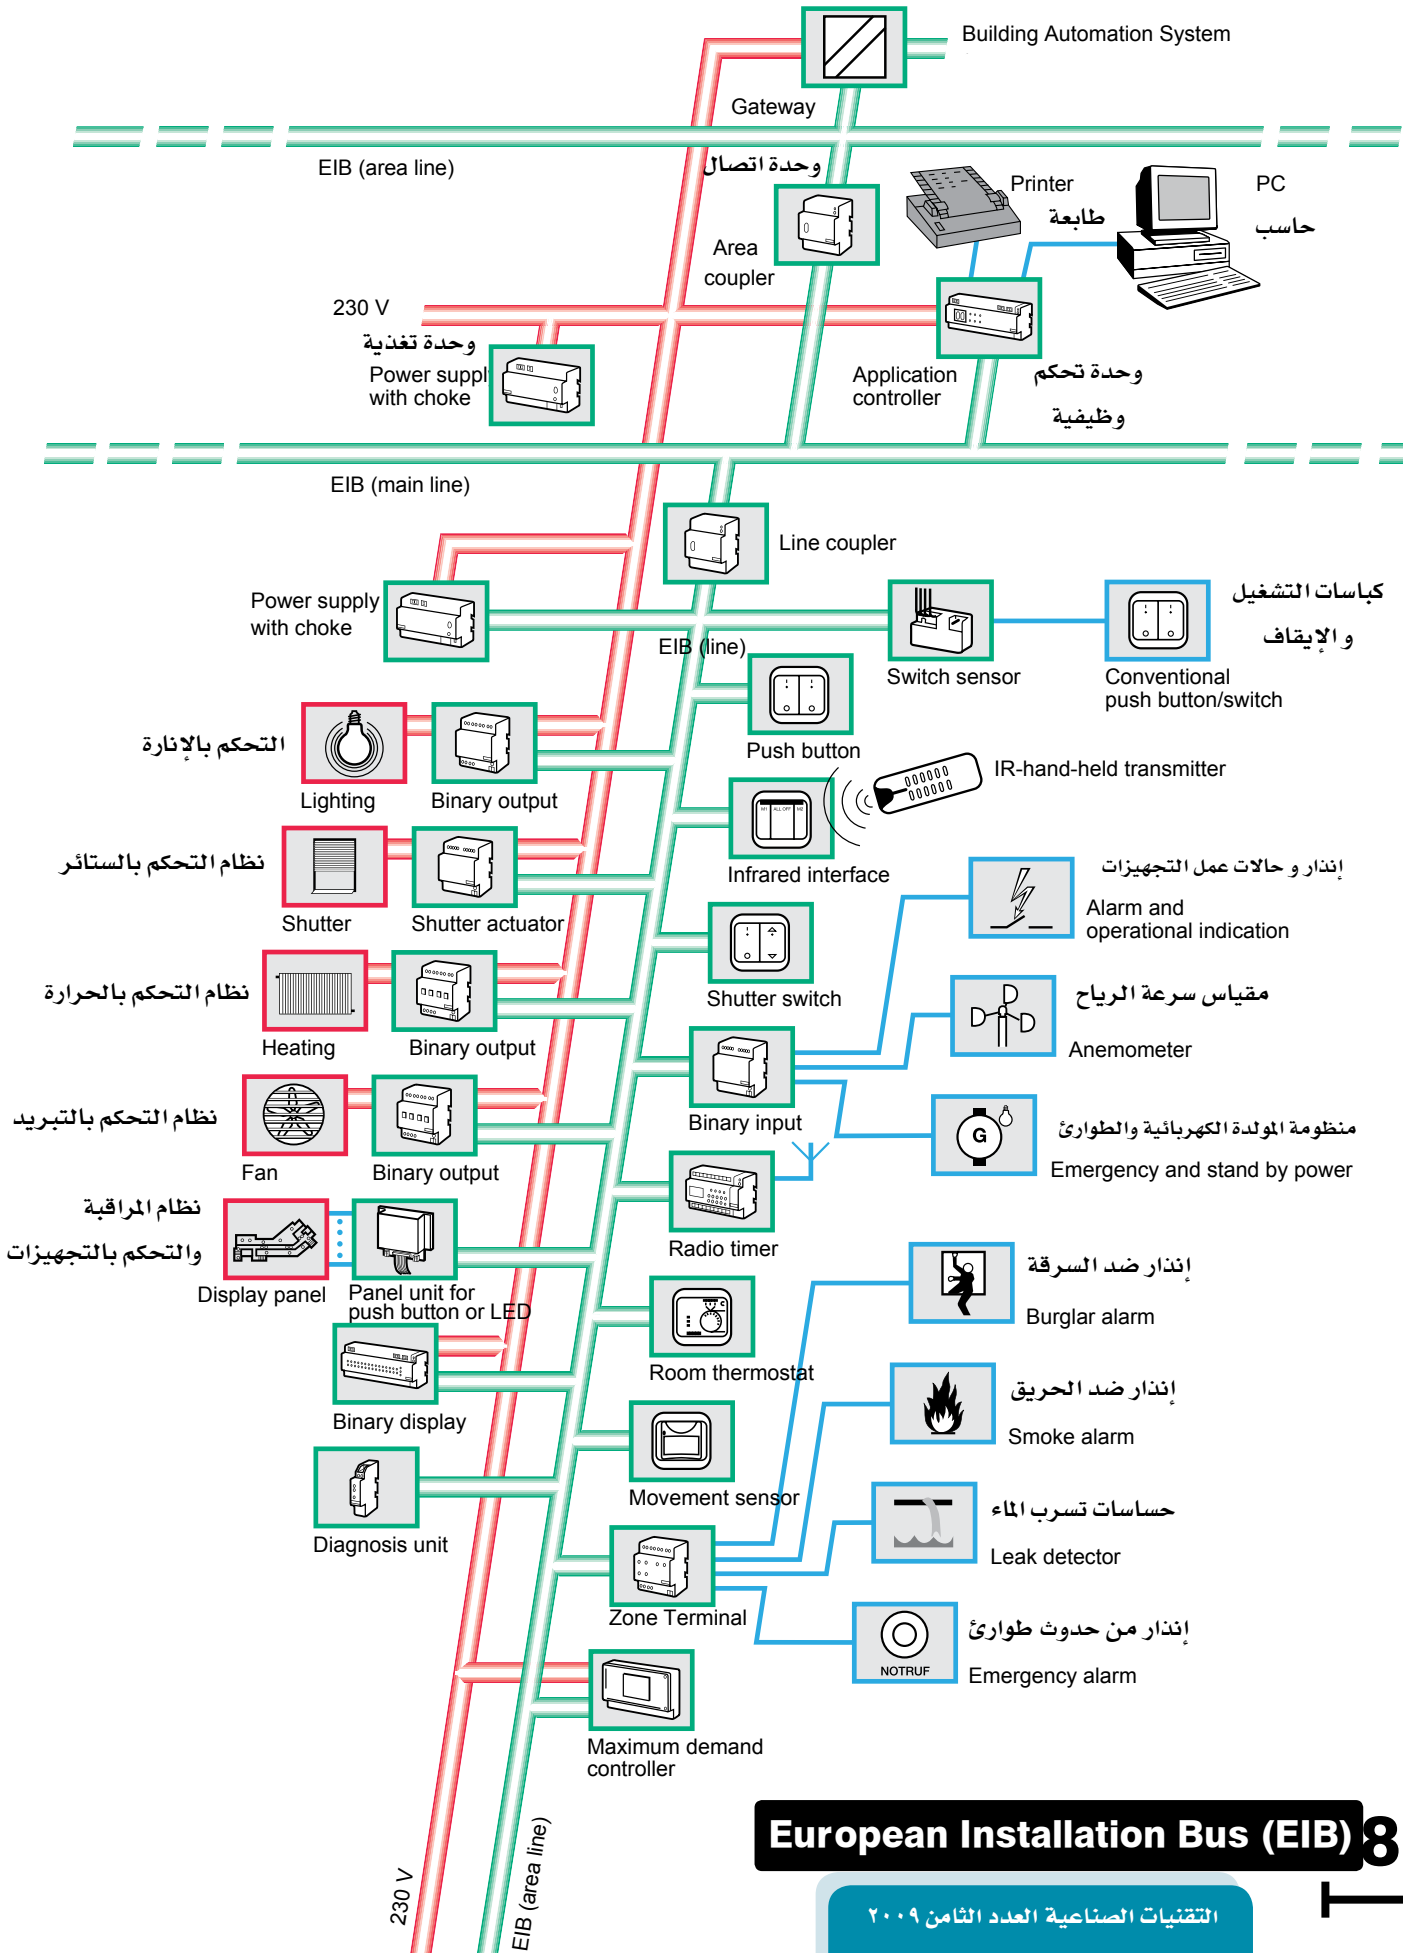 Building Automation System
Gateway
EIB (area line)
وحدة اتصال
Printer
PC
طابعة
حاسب
Area
coupler
230 V
وحدة تغذية
Power supply
with choke
Application
controller
وحدة تحكم
وظيفية
EIB (main line)
Line coupler
Power supply
with choke
كباسات التشغيل
و الإيقاف
EIB (line)
Switch sensor
Conventional
push button/switch
التحكم بالإنارة
Lighting
Binary output
Push button
IR-hand-held transmitter
M1 ALL OFF M2
Infrared interface
نظام التحكم بالستائر
Shutter
Shutter actuator
إنذار و حالات عمل التجهيزات
Alarm and
operational indication
Shutter switch
نظام التحكم بالحرارة
Heating
Binary output
مقياس سرعة الرياح
Anemometer
Binary input
نظام التحكم بالتبريد
Fan
Binary output
G
منظومة المولدة الكهربائية والطوارئ
Emergency and stand by power
نظام المراقبة
والتحكم بالتجهيزات
Display panel
Panel unit for
push button or LED
Radio timer
إنذار ضد السرقة
Burglar alarm
Room thermostat
Binary display
إنذار ضد الحريق
Smoke alarm
Movement sensor
Diagnosis unit
حساسات تسرب الماء
Leak detector
Zone Terminal
إنذار من حدوث طوارئ
NOTRUF
Emergency alarm
Maximum demand
controller
230 V
EIB (area line)
European Installation Bus (EIB)
8
التقنيات الصناعية العدد الثامن ٢٠٠٩